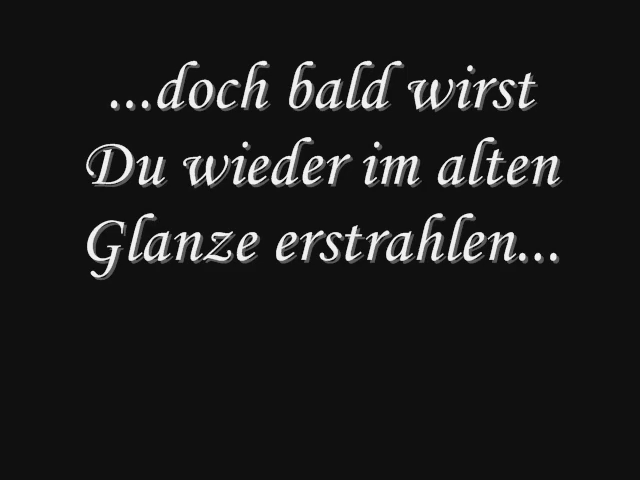 ...doch bald wirst
Du wieder im alten
Glanze erstrahlen...